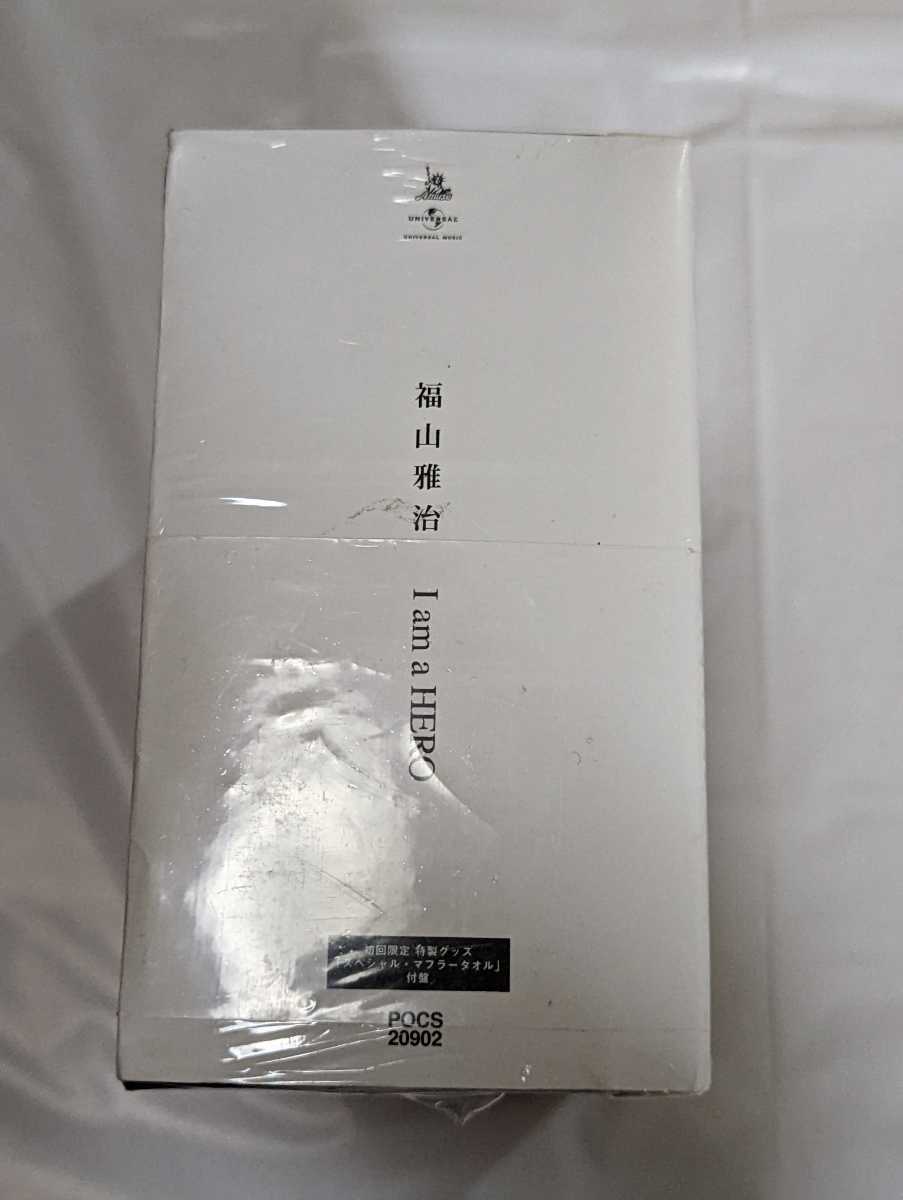 Amuse
UNIVERSAL
UNIVERSAL MUSIC
福山雅治 I am a HERO
初回限定 特製グッズ
「スペシャル・マフラータオル」
付盤
POCS
20902